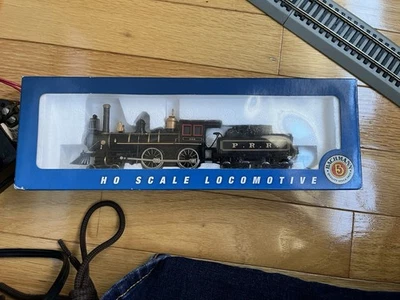 P. R. R
HO SCALE LOCOMOTIVE
BACHMANN